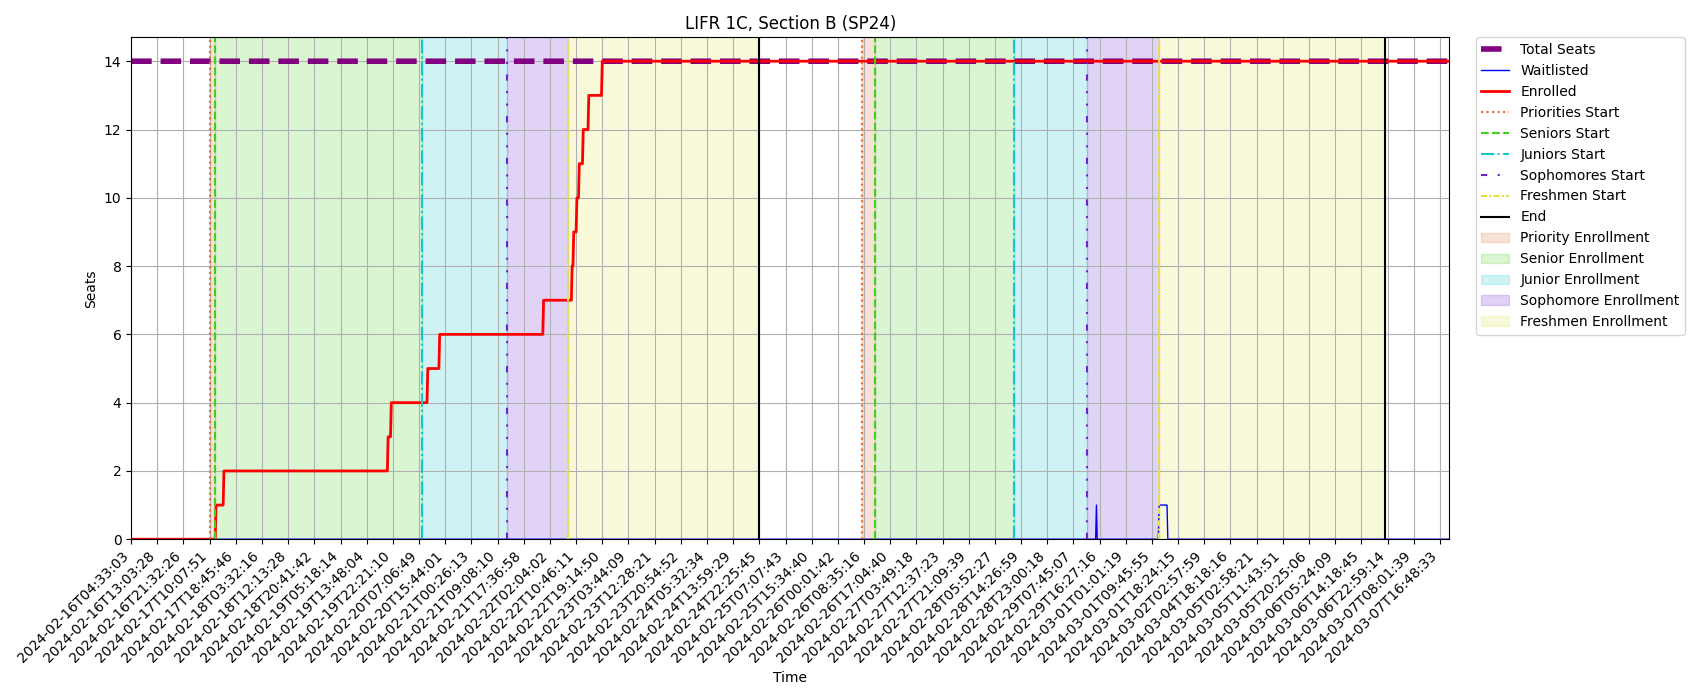 LIFR 1C, Section B (SP24)
Seats
14
12
10
8
6
4
2
0
2024-02-16T04:33:03
2024-02-16T13:03:28
2024-02-16T21:32:26
2024-02-17T10:07:51
2024-02-17T18:45:46
2024-02-18T03:32:16
2024-02-18T12:13:28
2024-02-18T20:41:42
2024-02-19T05:18:14
2024-02-19T13:48:04
2024-02-19T22:21:10
2024-02-20T07:06:49
2024-02-20T15:44:01
2024-02-21T00:26:13
2024-02-21T09:08:10
2024-02-21T17:36:58
2024-02-22T02:04:02
2024-02-22T10:46:11
2024-02-22T19:14:50
2024-02-23T03:44:09
2024-02-23T12:28:21
2024-02-23T20:54:52
2024-02-24T05:32:34
2024-02-24T13:59:29
2024-02-24T22:25:45
2024-02-25T07:07:43
2024-02-25T15:34:40
2024-02-26T00:01:42
2024-02-26T08:35:16
2024-02-26T17:04:40
2024-02-27T03:49:18
2024-02-27T12:37:23
2024-02-27T21:09:39
2024-02-28T05:52:27
2024-02-28T14:26:59
2024-02-28T23:00:18
2024-02-29T07:45:07
2024-02-29T16:27:16
2024-03-01T01:01:19
2024-03-01T09:45:55
2024-03-01T18:24:15
2024-03-02T02:57:59
2024-03-04T18:18:16
2024-03-05T02:58:21
2024-03-05T11:43:51
2024-03-05T20:25:06
2024-03-06T05:24:09
2024-03-06T14:18:45
2024-03-06T22:59:14
2024-03-07T08:01:39
2024-03-07T16:48:33
Time
Total Seats
Waitlisted
Enrolled
Priorities Start
Seniors Start
Juniors Start
Sophomores Start
Freshmen Start
End
Priority Enrollment
Senior Enrollment
Junior Enrollment
Sophomore Enrollment
Freshmen Enrollment